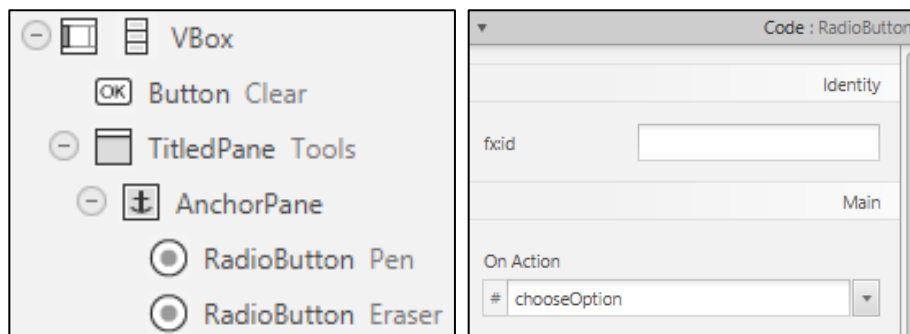 VBox
OK Button Clear
TitledPane Tools
AnchorPane
RadioButton Pen
RadioButton Eraser
Code : RadioButton
Identity
fx:id
Main
On Action
# chooseOption